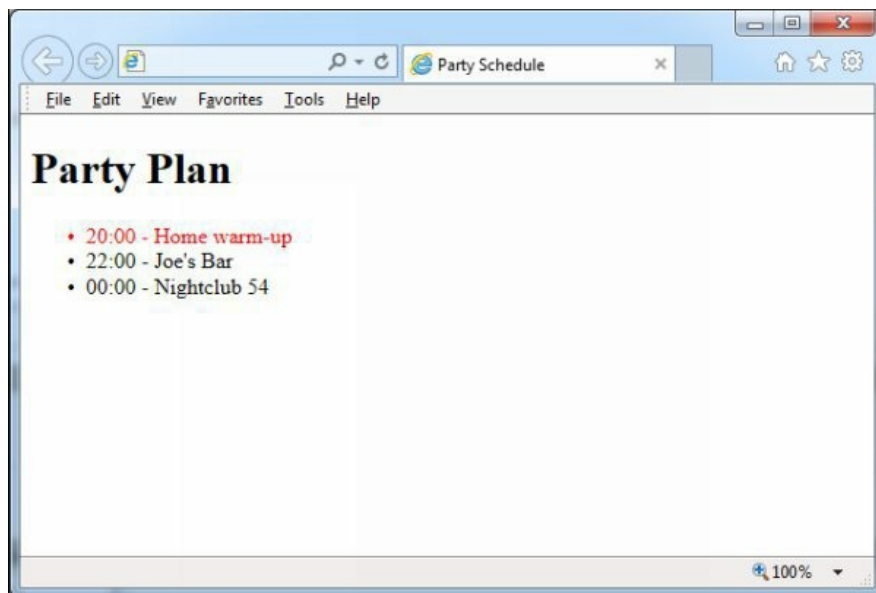 Party Schedule
File Edit View Favorites Tools Help
Party Plan
• 20:00 - Home warm-up
• 22:00 - Joe's Bar
• 00:00 - Nightclub 54
100%